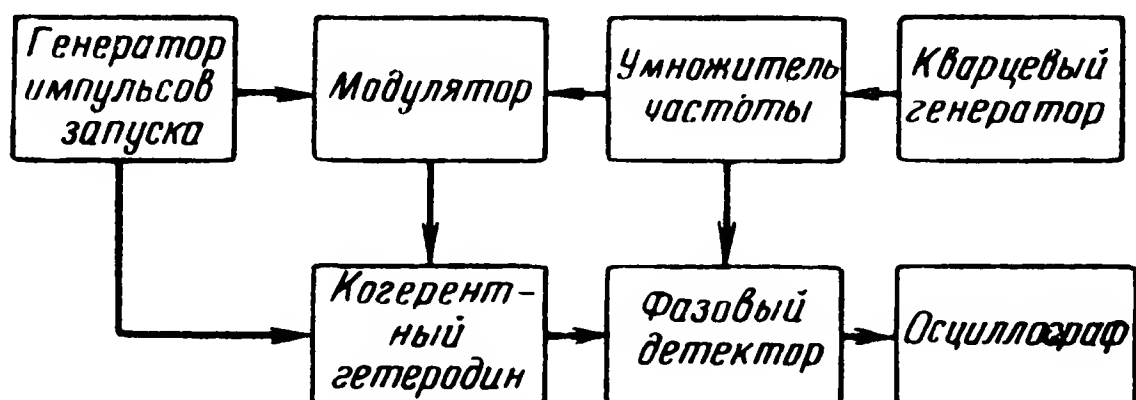 Генератор
импульсов
запуска
Модулятор
Умножитель
частоты
Кварцевый
генератор
Когерент-
ный
гетеродин
Фазовый
детектор
Осциллограф